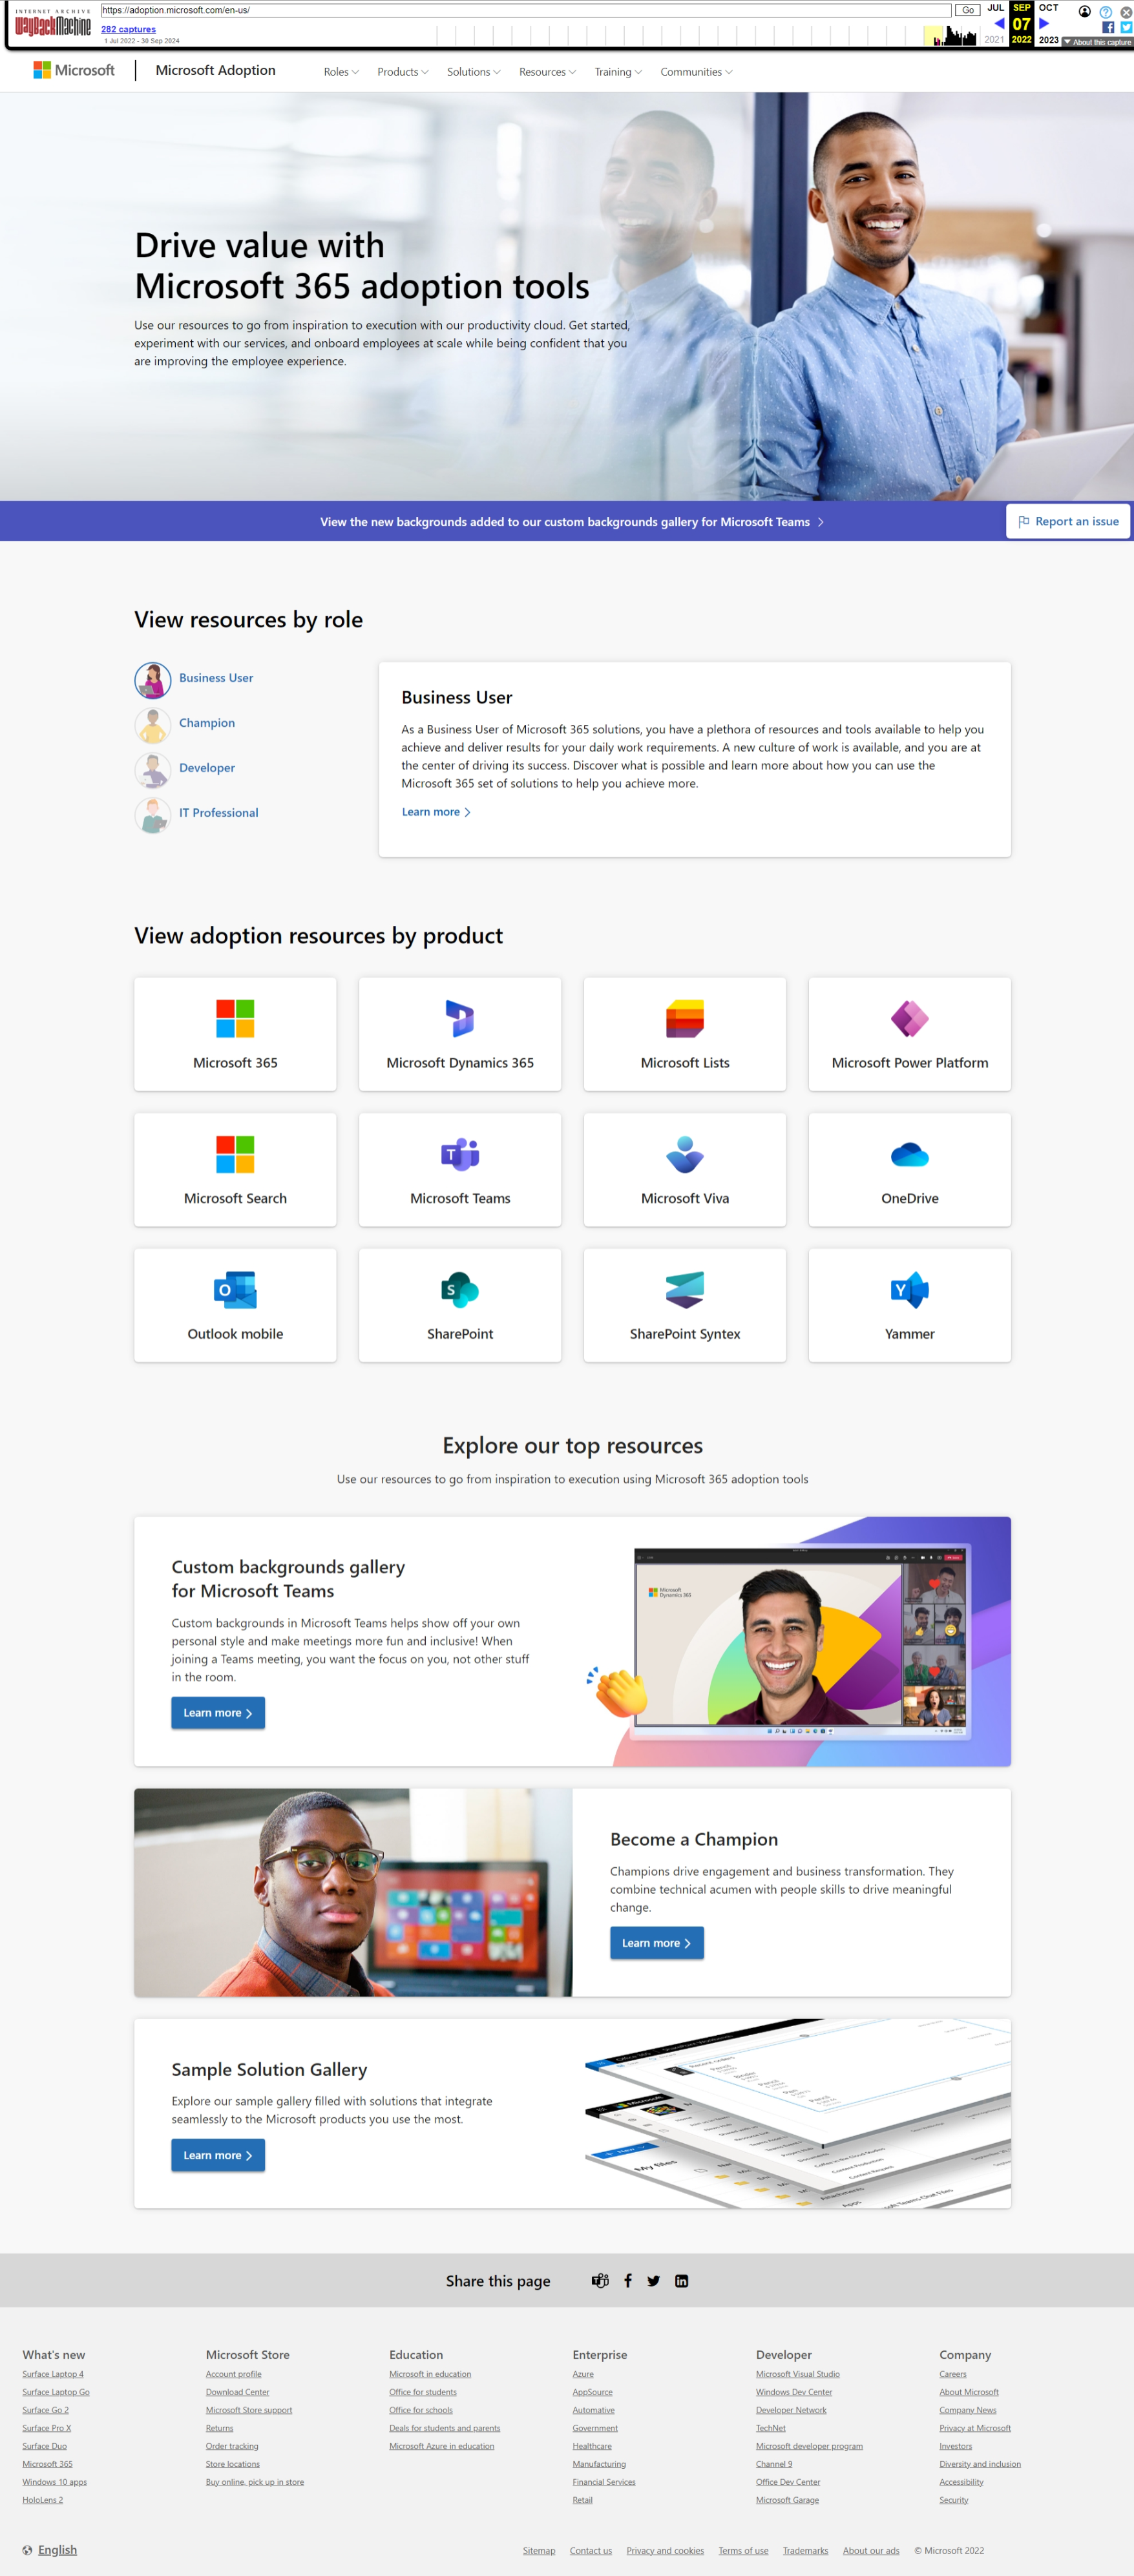 INTERNET ARCHIVE
WayBackMachine
https://adoption.microsoft.com/en-us/
Go
JUL
SEP
OCT
282 captures
07
1 Jul 2022 - 30 Sep 2024
2021
2022
2023
About this capture
Microsoft
Microsoft Adoption
Roles
Products
Solutions
Resources
Training
Communities
Drive value with
Microsoft 365 adoption tools
Use our resources to go from inspiration to execution with our productivity cloud. Get started,
experiment with our services, and onboard employees at scale while being confident that you
are improving the employee experience.
View the new backgrounds added to our custom backgrounds gallery for Microsoft Teams
Report an issue
View resources by role
Business User
Champion
Developer
IT Professional
Business User
As a Business User of Microsoft 365 solutions, you have a plethora of resources and tools available to help you
achieve and deliver results for your daily work requirements. A new culture of work is available, and you are at
the center of driving its success. Discover what is possible and learn more about how you can use the
Microsoft 365 set of solutions to help you achieve more.
Learn more
View adoption resources by product
Microsoft 365
Microsoft Dynamics 365
Microsoft Lists
Microsoft Power Platform
Microsoft Search
Microsoft Teams
Microsoft Viva
OneDrive
Outlook mobile
SharePoint
SharePoint Syntex
Yammer
Explore our top resources
Use our resources to go from inspiration to execution using Microsoft 365 adoption tools
Custom backgrounds gallery
for Microsoft Teams
Custom backgrounds in Microsoft Teams helps show off your own
personal style and make meetings more fun and inclusive! When
joining a Teams meeting, you want the focus on you, not other stuff
in the room.
Learn more
Microsoft
Dynamics 365
Become a Champion
Champions drive engagement and business transformation. They
combine technical acumen with people skills to drive meaningful
change.
Learn more
Sample Solution Gallery
Explore our sample gallery filled with solutions that integrate
seamlessly to the Microsoft products you use the most.
Learn more
Microsoft
New
My files
Share this page
What's new
Surface Laptop 4
Surface Laptop Go
Surface Go 2
Surface Pro X
Surface Duo
Microsoft 365
Windows 10 apps
HoloLens 2
Microsoft Store
Account profile
Download Center
Microsoft Store support
Returns
Order tracking
Store locations
Buy online, pick up in store
Education
Microsoft in education
Office for students
Office for schools
Deals for students and parents
Microsoft Azure in education
Enterprise
Azure
AppSource
Automotive
Government
Healthcare
Manufacturing
Financial Services
Retail
Developer
Microsoft Visual Studio
Windows Dev Center
Developer Network
TechNet
Microsoft developer program
Channel 9
Office Dev Center
Microsoft Garage
Company
Careers
About Microsoft
Company News
Privacy at Microsoft
Investors
Diversity and inclusion
Accessibility
Security
English
Sitemap
Contact us
Privacy and cookies
Terms of use
Trademarks
About our ads
© Microsoft 2022